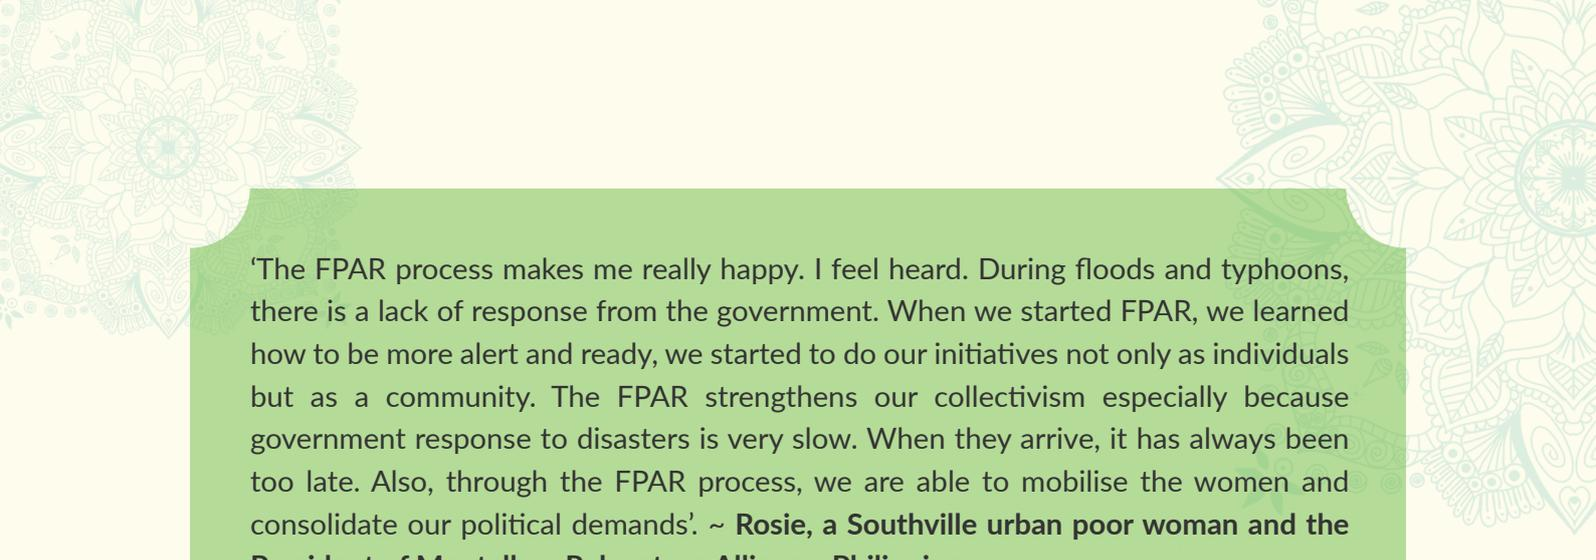 ‘The FPAR process makes me really happy. I feel heard. During floods and typhoons,
there is a lack of response from the government. When we started FPAR, we learned
how to be more alert and ready, we started to do our initiatives not only as individuals
but as a community. The FPAR strengthens our collectivism especially because
government response to disasters is very slow. When they arrive, it has always been
too late. Also, through the FPAR process, we are able to mobilise the women and
consolidate our political demands’. ~ Rosie, a Southville urban poor woman and the